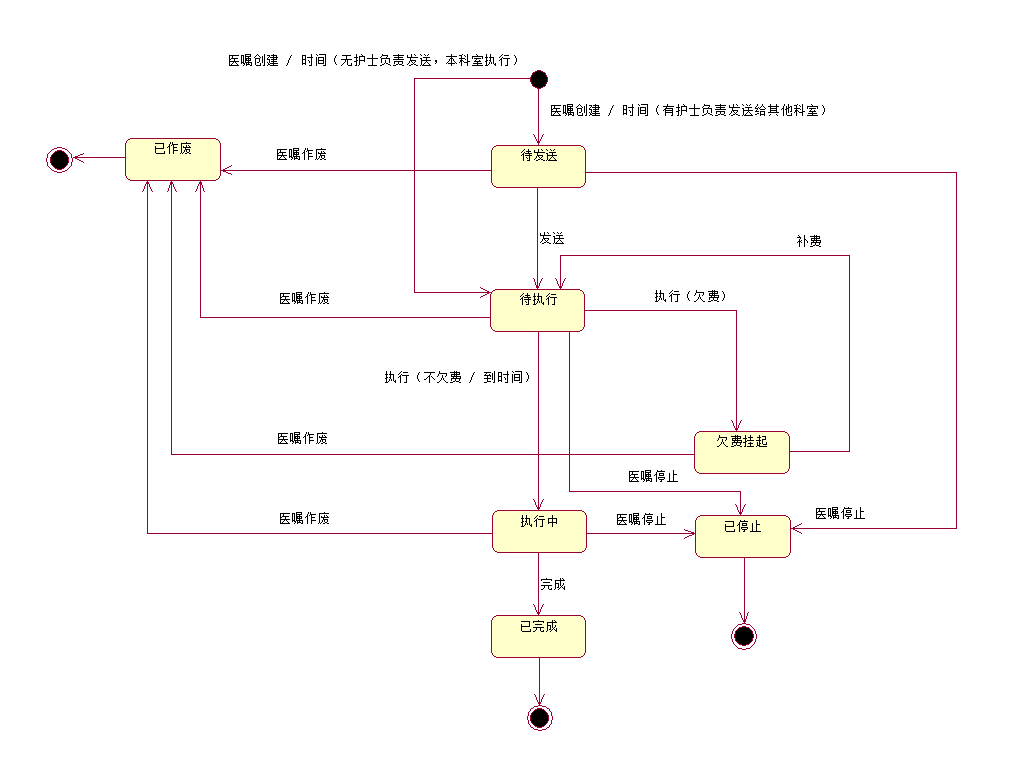 医嘱创建 / 时间（无护士负责发送，本科室执行）
医嘱创建 / 时间（有护士负责发送给其他科室）
已作废
医嘱作废
待发送
发送
补费
医嘱作废
待执行
执行（欠费）
执行（不欠费 / 到时间）
医嘱作废
欠费挂起
医嘱停止
医嘱作废
执行中
医嘱停止
已停止
医嘱停止
完成
已完成